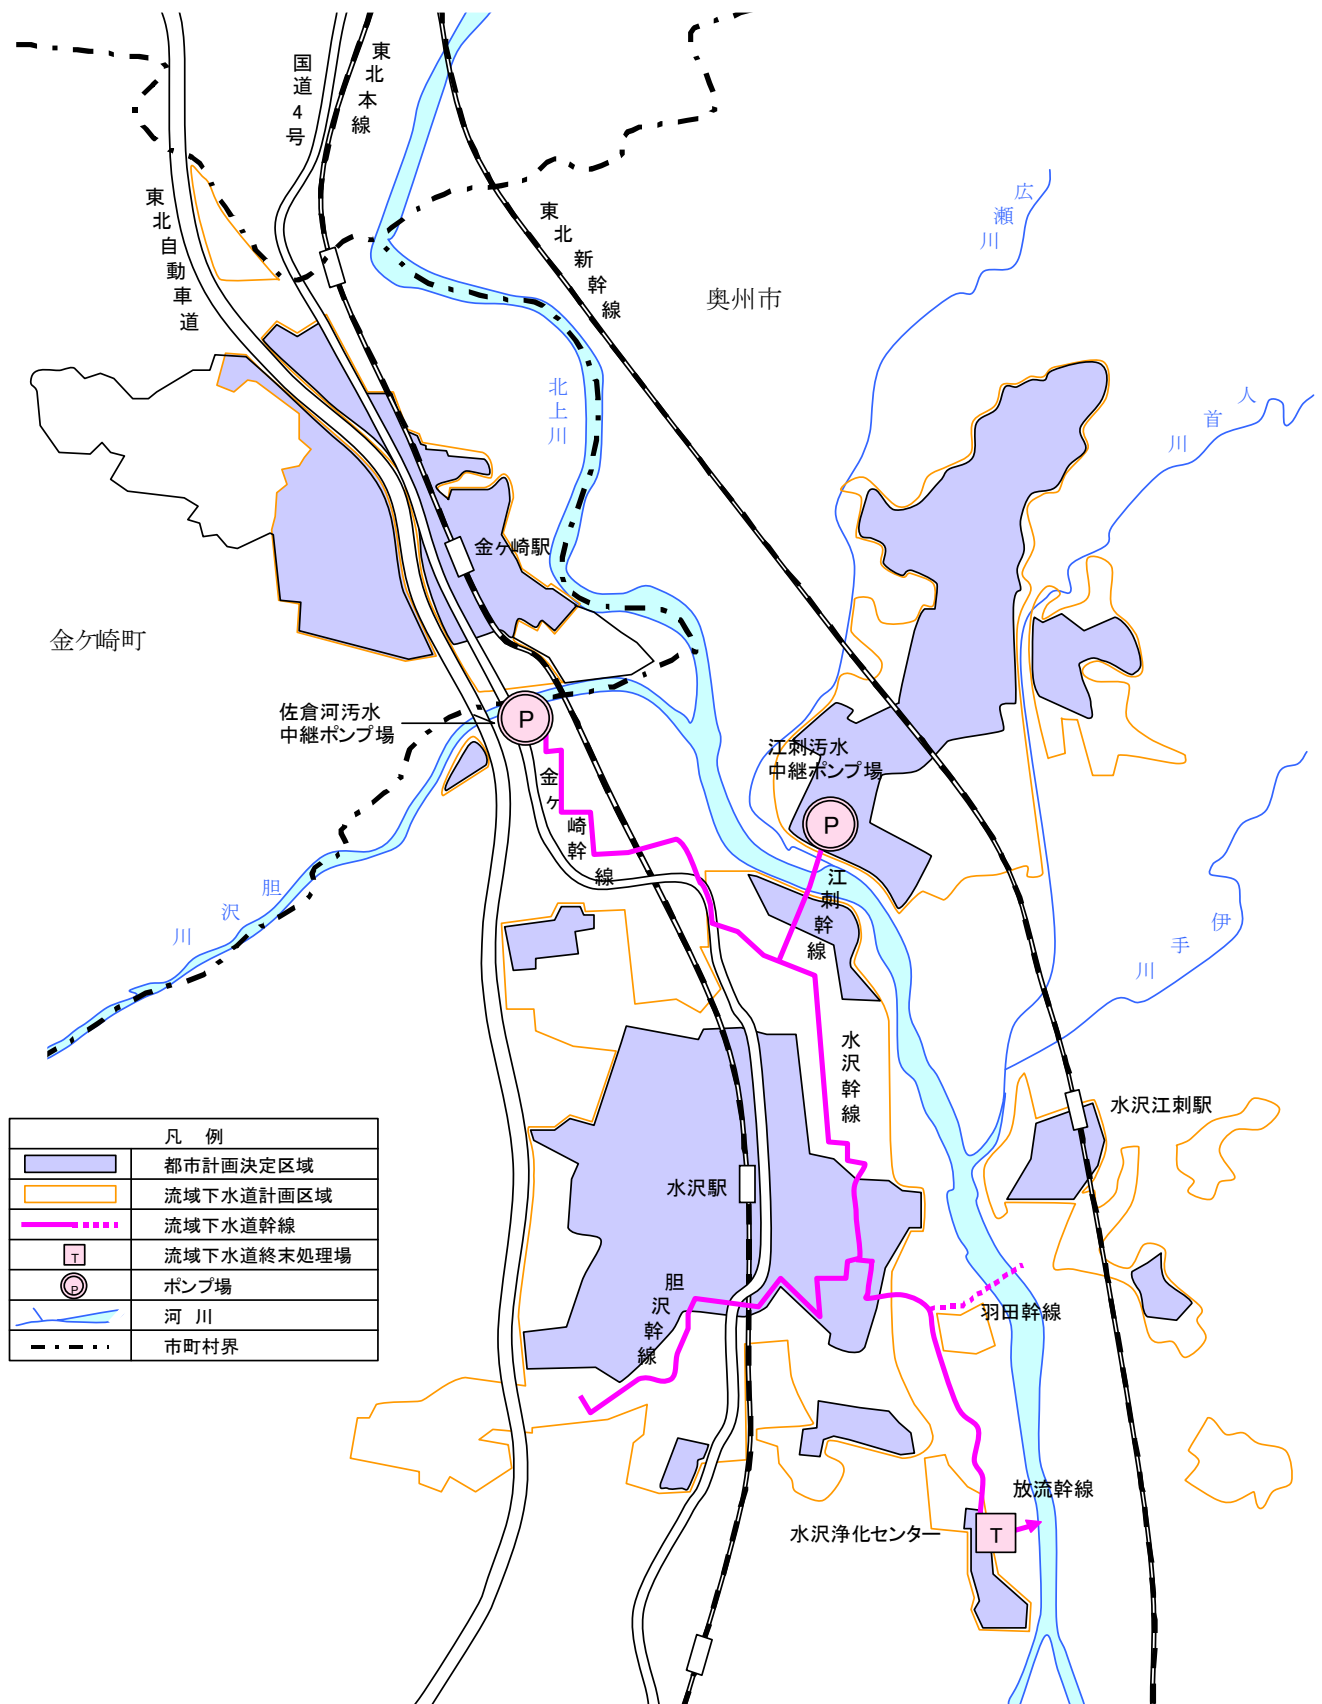 国道4号
東北本線
東北自動車道
東北新幹線
広瀬川
奥州市
北上川
人首川
金ヶ崎駅
金ケ崎町
佐倉河汚水
中継ポンプ場
P
江刺汚水
中継ポンプ場
P
金ヶ崎幹線
江刺幹線
胆沢川
伊手川
水沢幹線
水沢江刺駅
水沢駅
胆沢幹線
羽田幹線
放流幹線
水沢浄化センター
T
凡 例
都市計画決定区域
流域下水道計画区域
流域下水道幹線
T 流域下水道終末処理場
P ポンプ場
河 川
市町村界